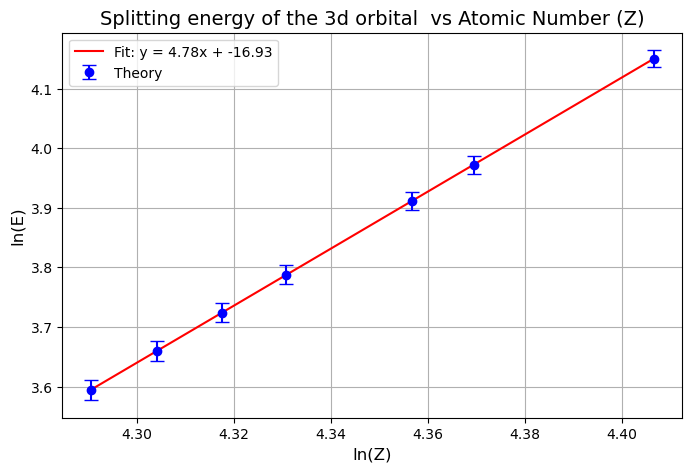 Splitting energy of the 3d orbital  vs Atomic Number (Z)
Fit: y = 4.78x + -16.93
Theory
4.1
4.0
3.9
3.8
3.7
3.6
ln(E)
4.30
4.32
4.34
4.36
4.38
4.40
ln(Z)